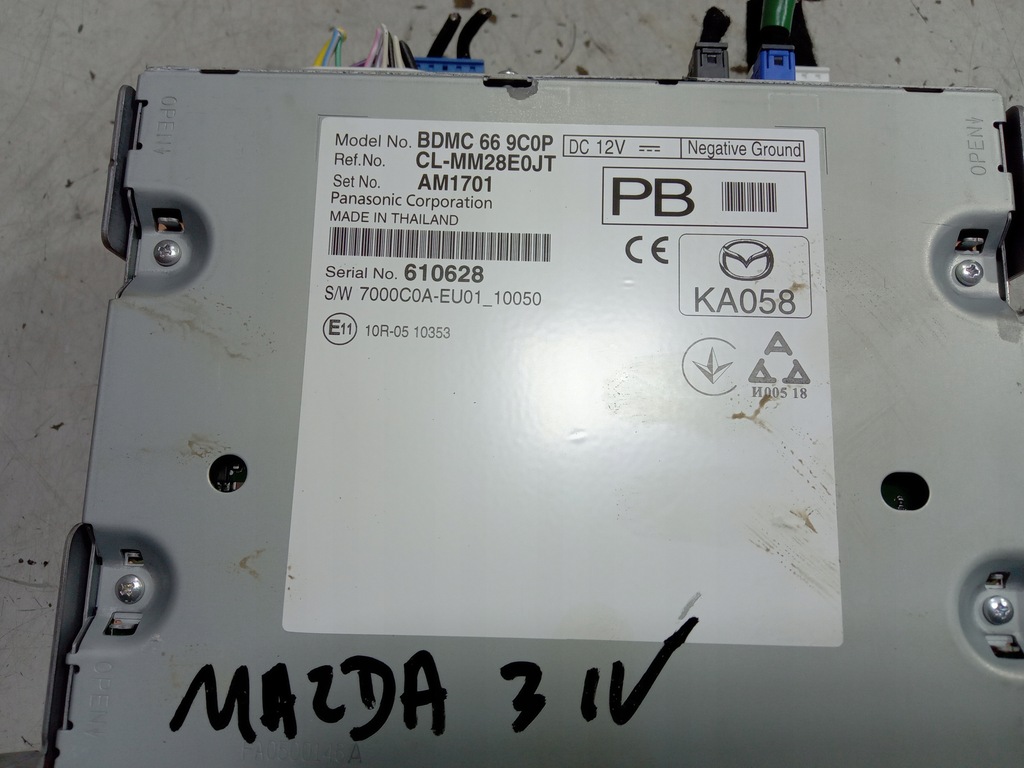 OPEN
OPEN
Model No. BDMC 66 9C0P DC 12V Negative Ground
Ref.No. CL-MM28E0JT
Set No. AM1701
PB
Panasonic Corporation
MADE IN THAILAND
CE
Serial No. 610628
S/W 7000C0A-EU01_10050
KA058
E11 10R-05 10353
И005 18
OPEN
MAZDA 3 IV